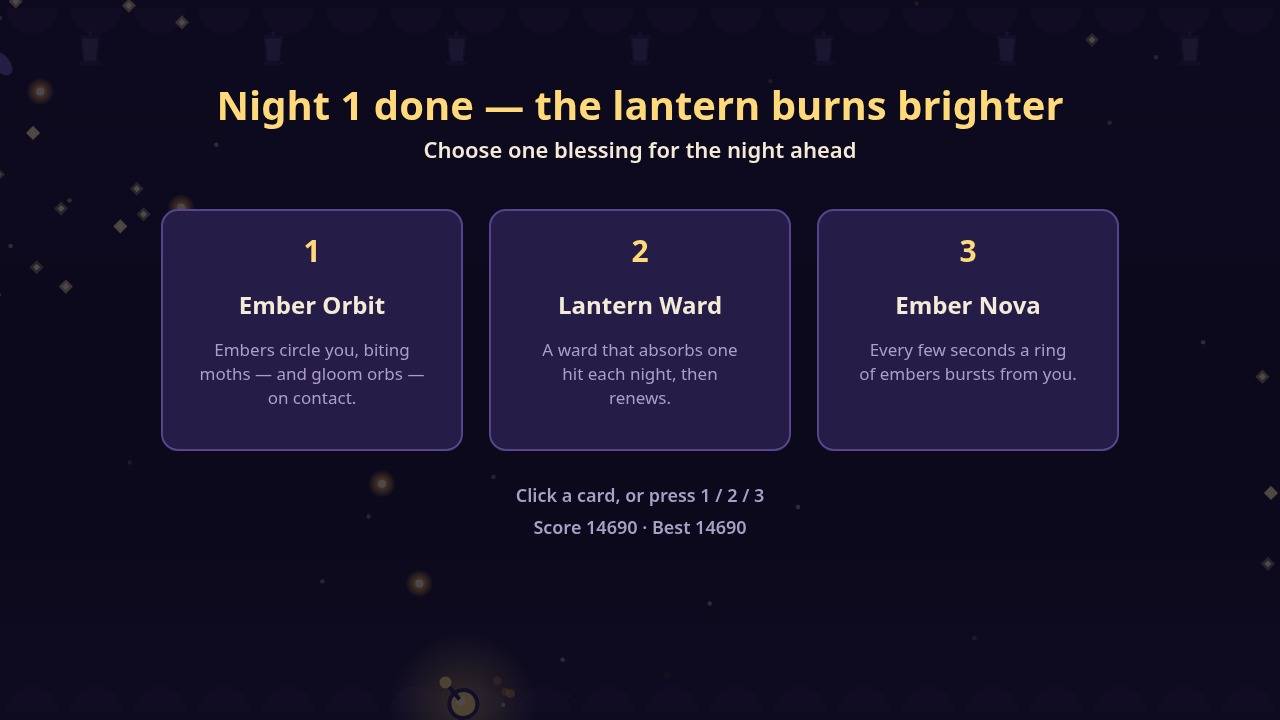 Night 1 done — the lantern burns brighter
Choose one blessing for the night ahead
1
Ember Orbit
Embers circle you, biting
moths — and gloom orbs —
on contact.
2
Lantern Ward
A ward that absorbs one
hit each night, then
renews.
3
Ember Nova
Every few seconds a ring
of embers bursts from you.
Click a card, or press 1 / 2 / 3
Score 14690 · Best 14690